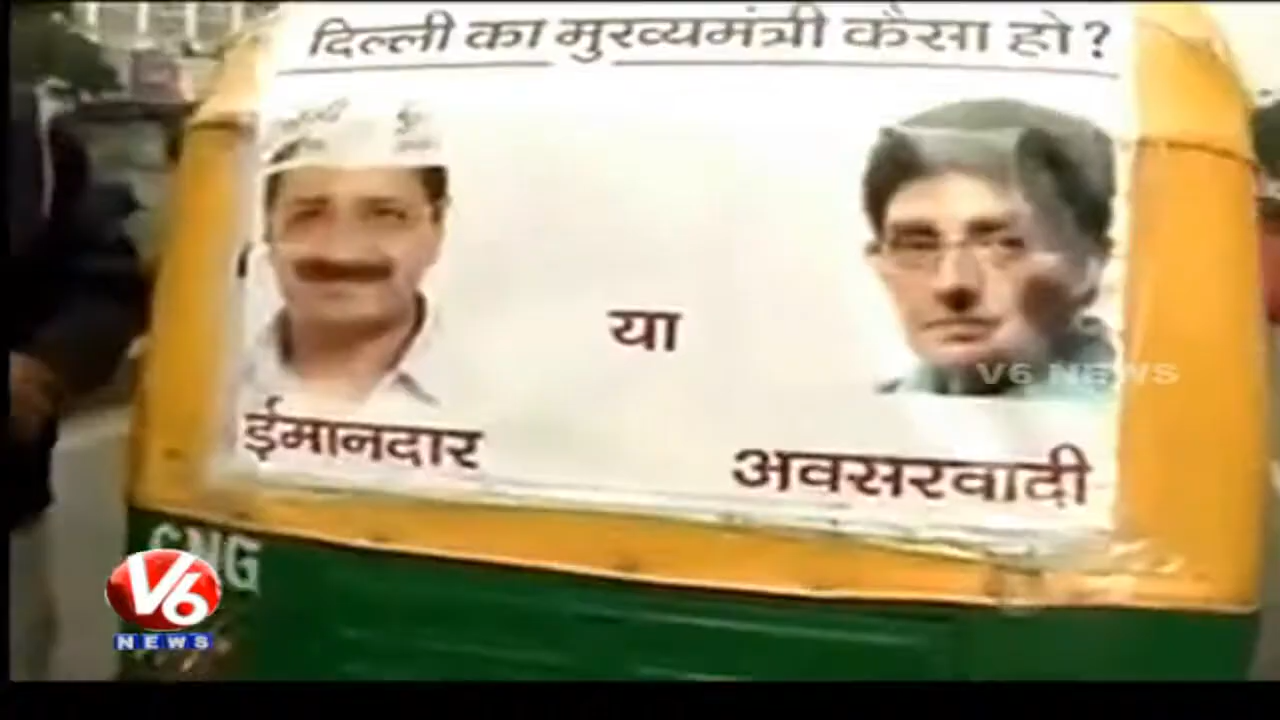 दिल्ली का मुख्यमंत्री कैसा हो?
या
ईमानदार
अवसरवादी
V6 NEWS
CNG
V6
NEWS